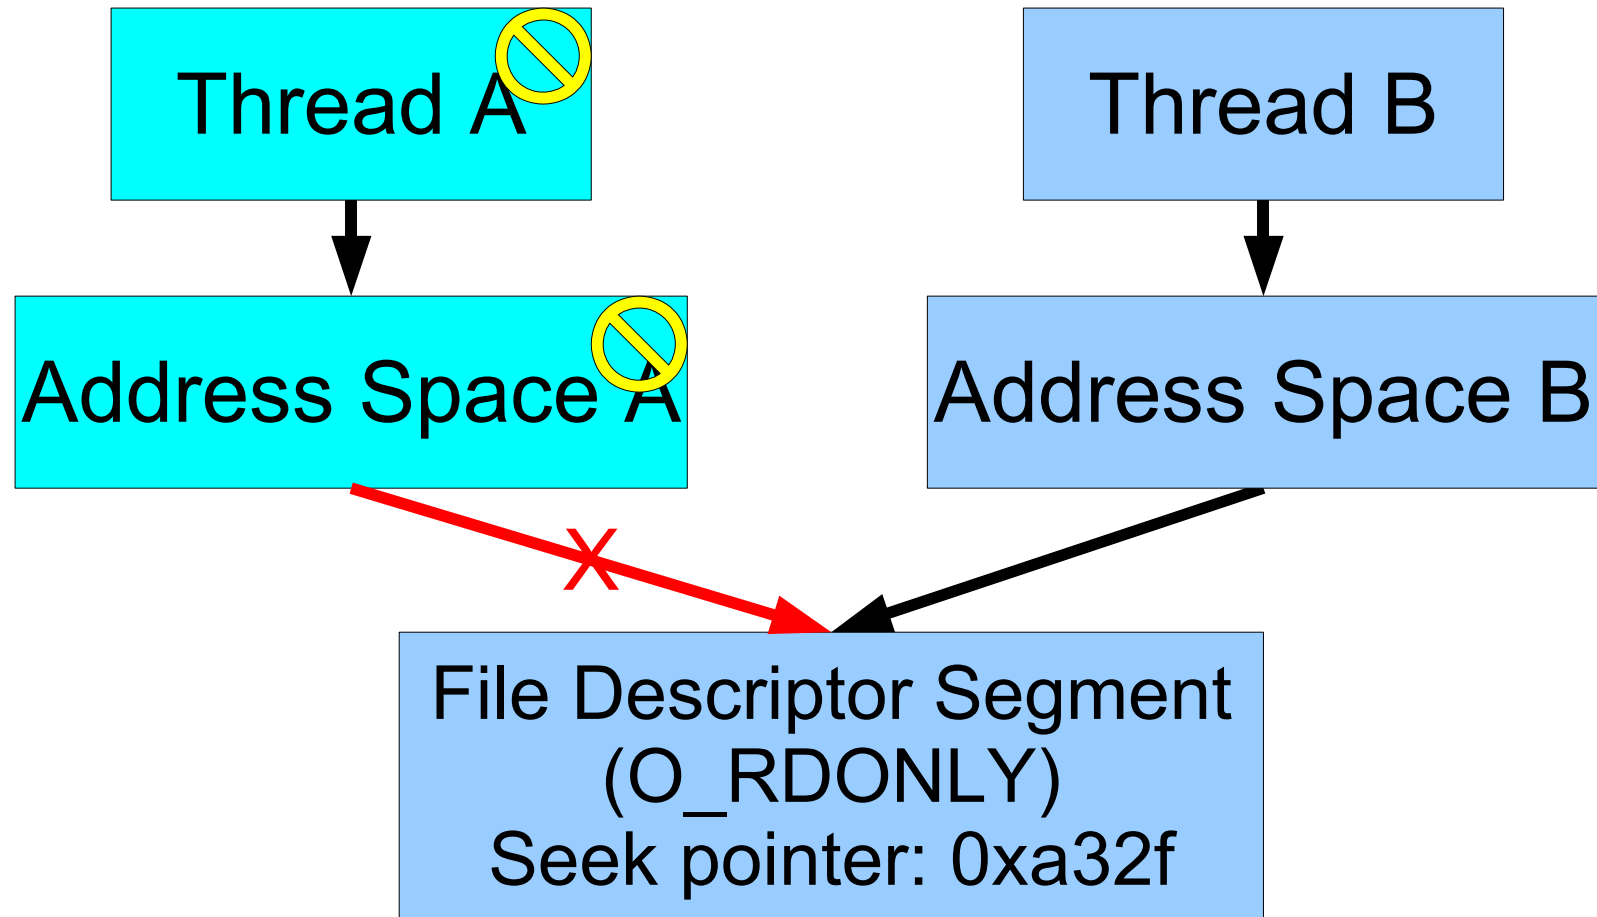 Thread A
Thread B
Address Space A
Address Space B
X
File Descriptor Segment
(O_RDONLY)
Seek pointer: 0xa32f